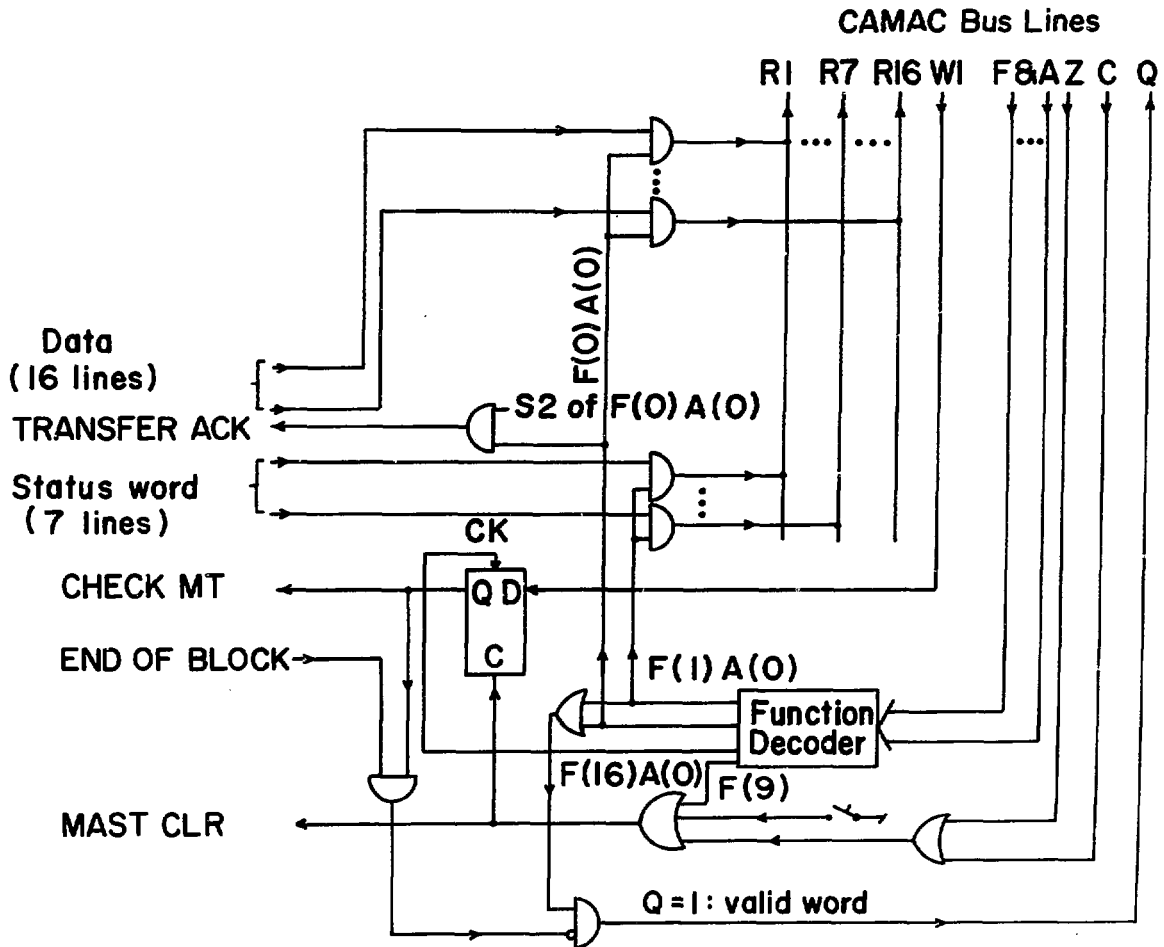 CAMAC Bus Lines
R1 R7 R16 W1 F&A Z C Q
F(0) A(0)
Data
(16 lines)
S2 of F(0) A(0)
TRANSFER ACK
Status word
(7 lines)
CK
CHECK MT
Q D
C
END OF BLOCK
F(1) A(0)
Function
Decoder
F(16)A(0)
F(9)
MAST CLR
Q = 1 : valid word